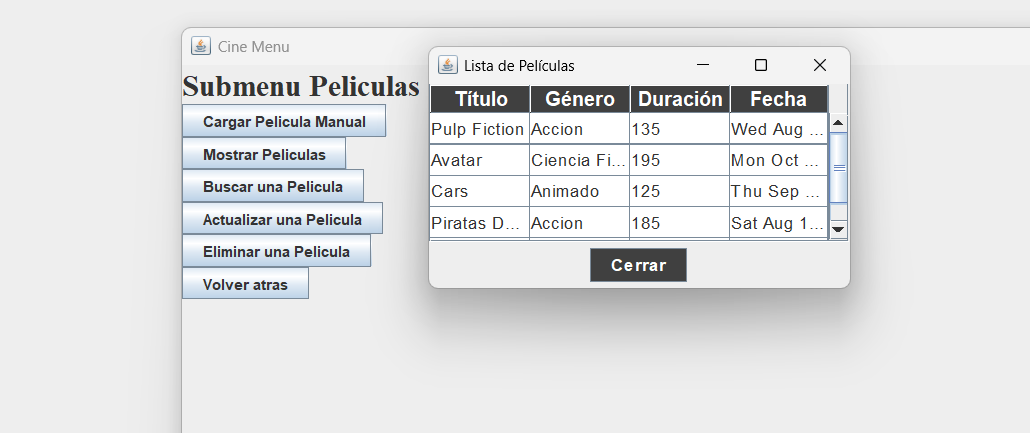 Cine Menu
Submenu Peliculas
Cargar Pelicula Manual
Mostrar Peliculas
Buscar una Pelicula
Actualizar una Pelicula
Eliminar una Pelicula
Volver atras
Lista de Películas
Título Género Duración Fecha
Pulp Fiction Accion 135 Wed Aug ...
Avatar Ciencia Fi... 195 Mon Oct ...
Cars Animado 125 Thu Sep ...
Piratas D... Accion 185 Sat Aug 1...
Cerrar